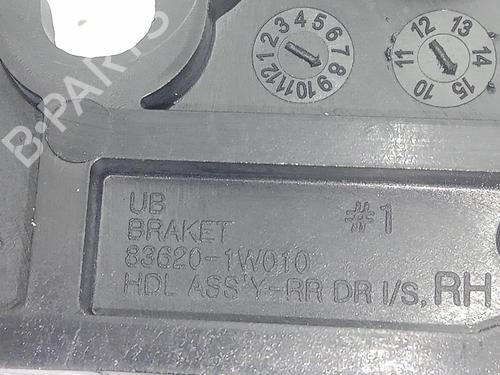 1 2 3 4 5 6 7 8 9 10 11 12
10 11 12 13 14 15
B-PARTS
UB
BRAKET #1
83620-1W010
HDL ASS'Y-RR DR I/S, RH